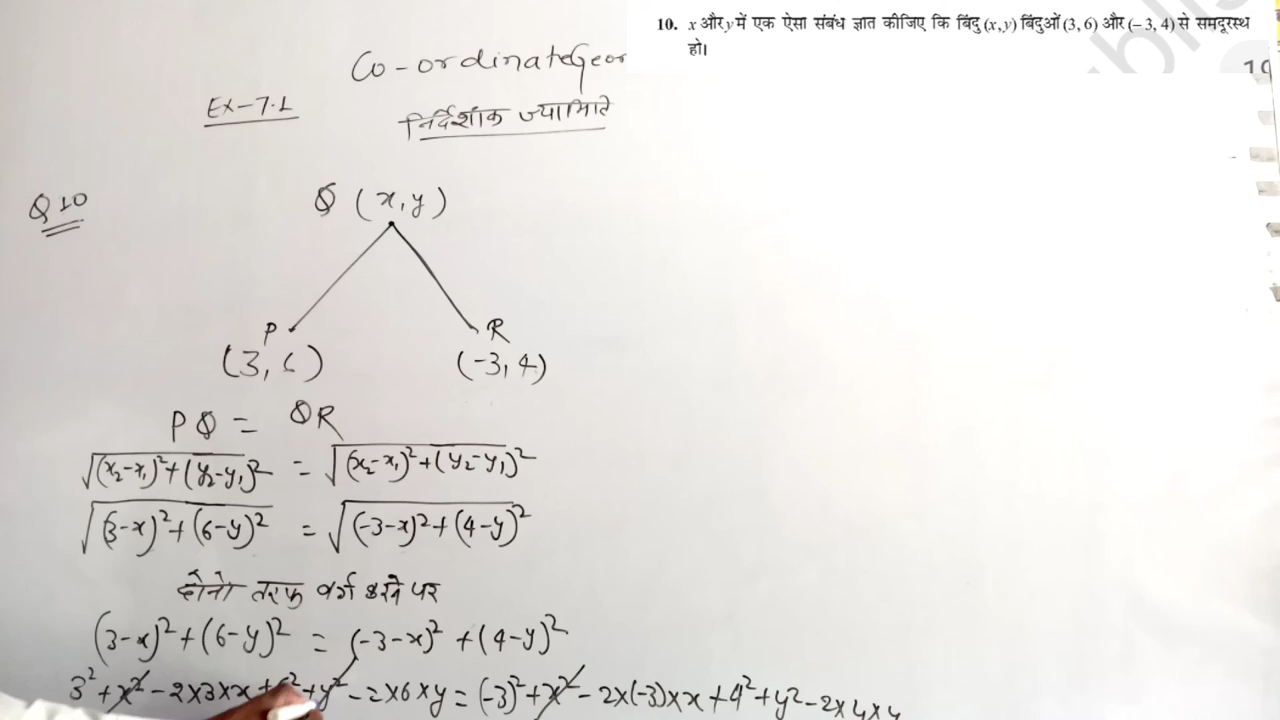 10. x और y में एक ऐसा संबंध ज्ञात कीजिए कि बिंदु (x, y) बिंदुओं (3, 6) और (– 3, 4) से समदूरस्थ
हो।
Co-ordinate Geor
Ex-7.1
निर्देशांक ज्यामिति
Q10
Q (x, y)
P R
(3, 6) (-3, 4)
PQ = QR
√(x₂-x₁)²+(y₂-y₁)² = √(x₂-x₁)²+(y₂-y₁)²
√(3-x)²+(6-y)² = √(-3-x)²+(4-y)²
दोनो तरफ वर्ग करने पर
(3-x)²+(6-y)² = (-3-x)² +(4-y)²
3²+x²-2×3×x+6²+y²-2×6×y = (-3)²+x²-2×(-3)×x+4²+y²-2×4×y